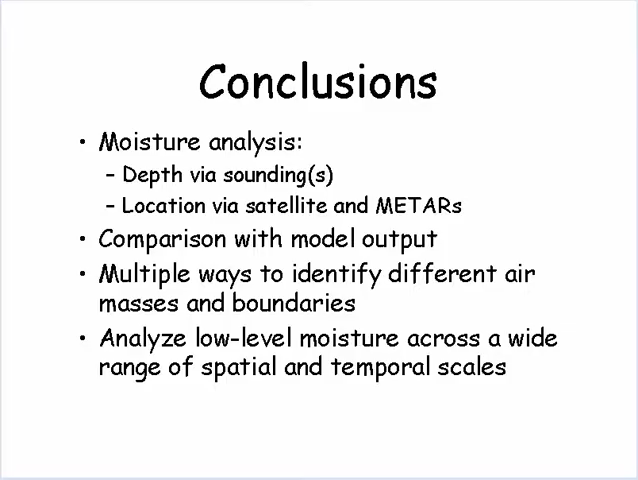 Conclusions
• Moisture analysis:
– Depth via sounding(s)
– Location via satellite and METARs
• Comparison with model output
• Multiple ways to identify different air
masses and boundaries
• Analyze low-level moisture across a wide
range of spatial and temporal scales